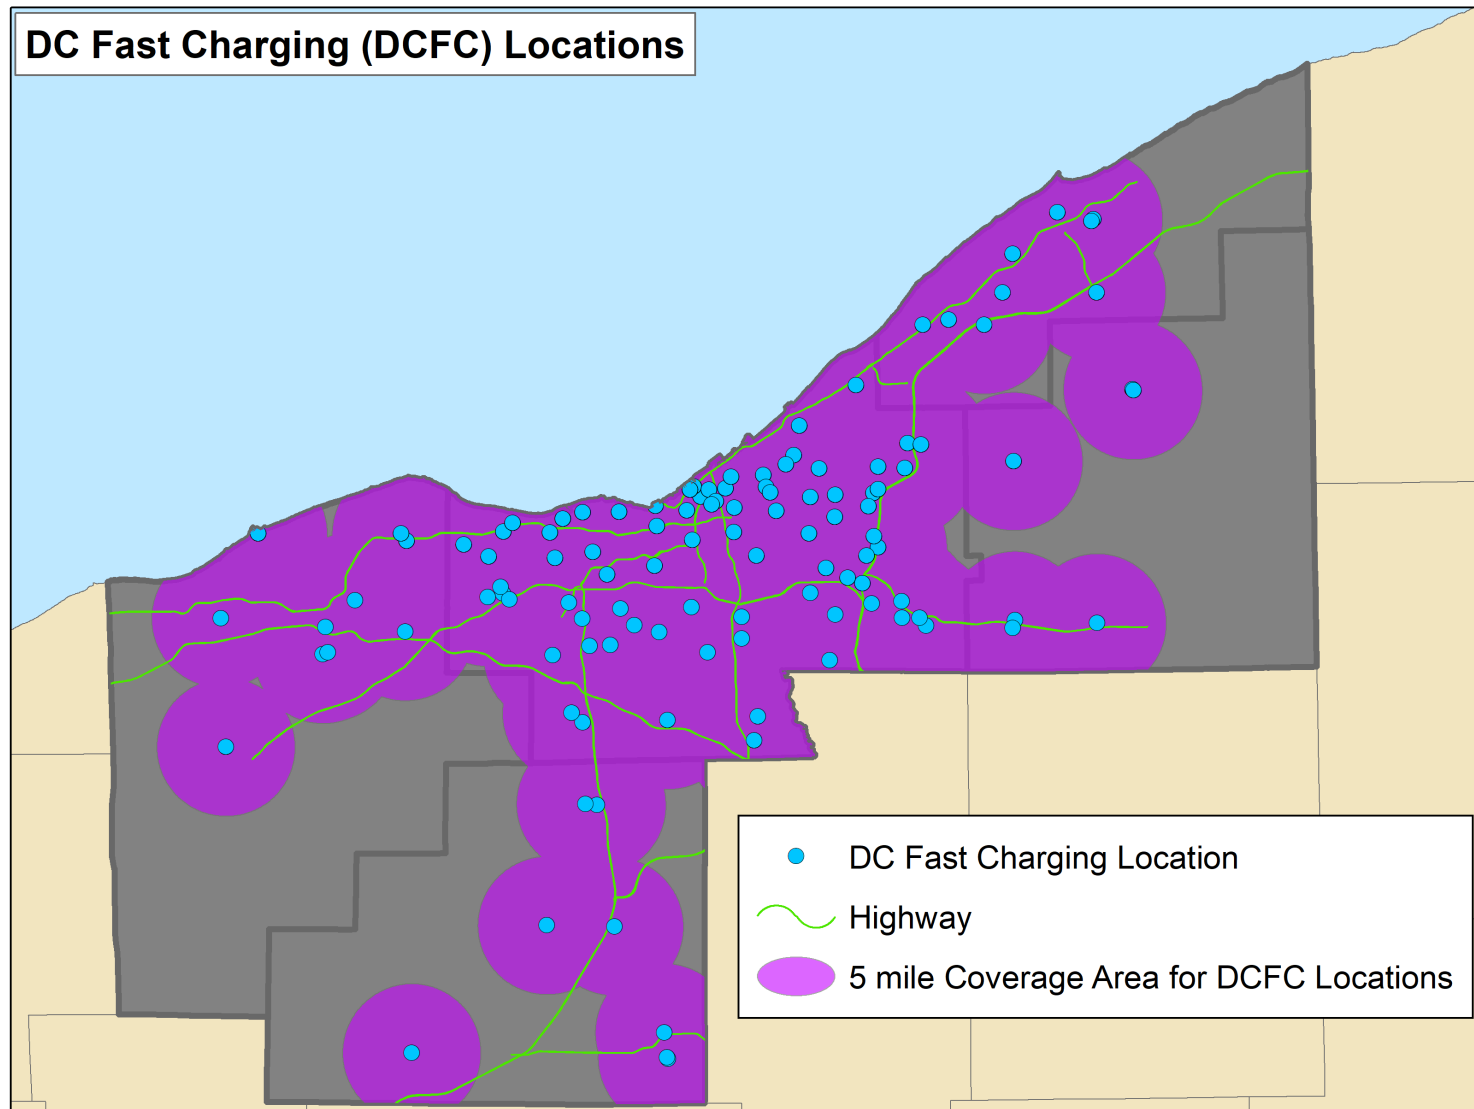 DC Fast Charging (DCFC) Locations
DC Fast Charging Location
Highway
5 mile Coverage Area for DCFC Locations